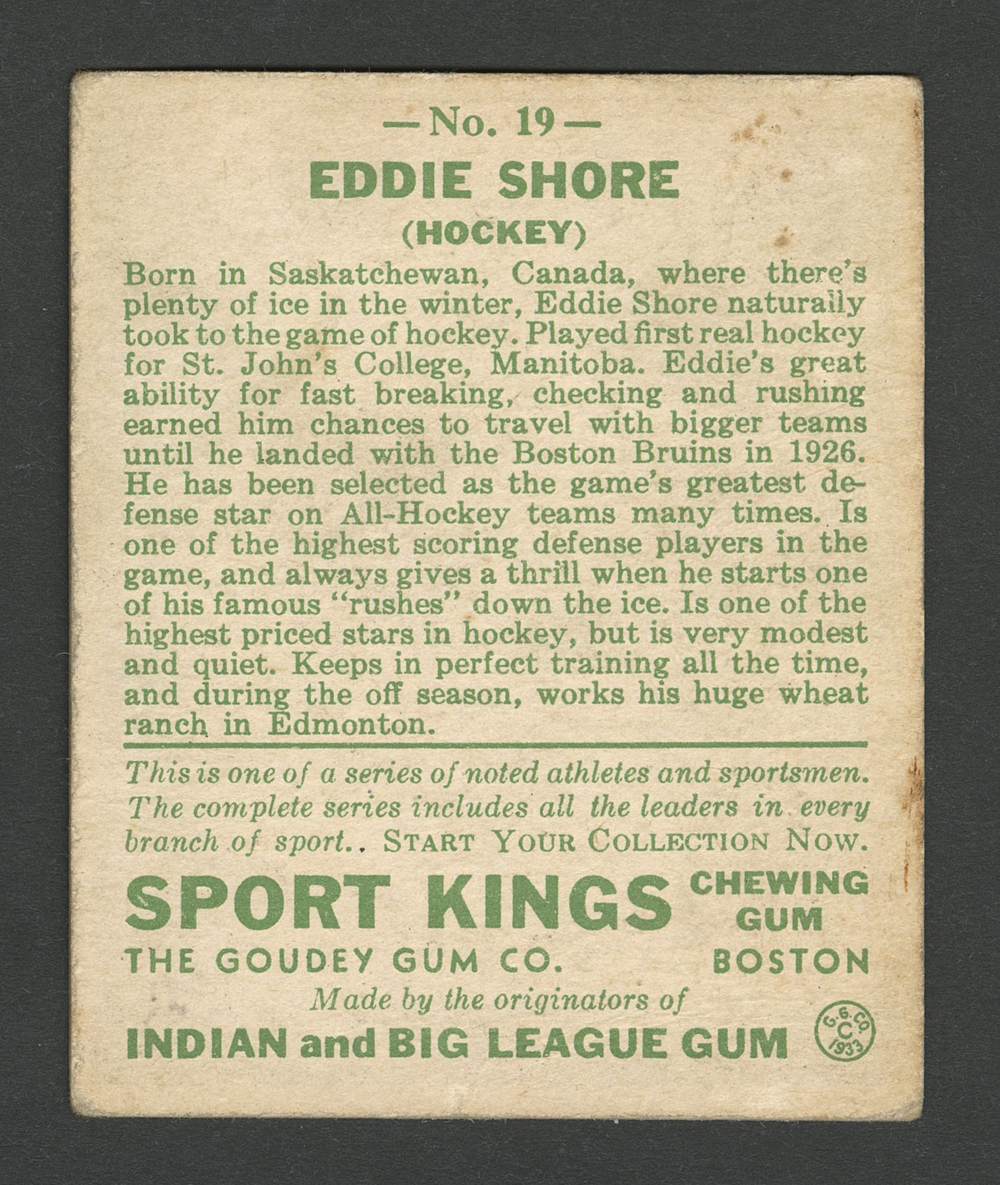 — No. 19 —
EDDIE SHORE
(HOCKEY)
Born in Saskatchewan, Canada, where there's
plenty of ice in the winter, Eddie Shore naturally
took to the game of hockey. Played first real hockey
for St. John's College, Manitoba. Eddie's great
ability for fast breaking, checking and rushing
earned him chances to travel with bigger teams
until he landed with the Boston Bruins in 1926.
He has been selected as the game's greatest de-
fense star on All-Hockey teams many times. Is
one of the highest scoring defense players in the
game, and always gives a thrill when he starts one
of his famous "rushes" down the ice. Is one of the
highest priced stars in hockey, but is very modest
and quiet. Keeps in perfect training all the time,
and during the off season, works his huge wheat
ranch in Edmonton.
This is one of a series of noted athletes and sportsmen.
The complete series includes all the leaders in every
branch of sport.. START YOUR COLLECTION NOW.
SPORT KINGS CHEWING GUM
THE GOUDEY GUM CO. BOSTON
Made by the originators of
INDIAN and BIG LEAGUE GUM
G. G. CO.
C
1933